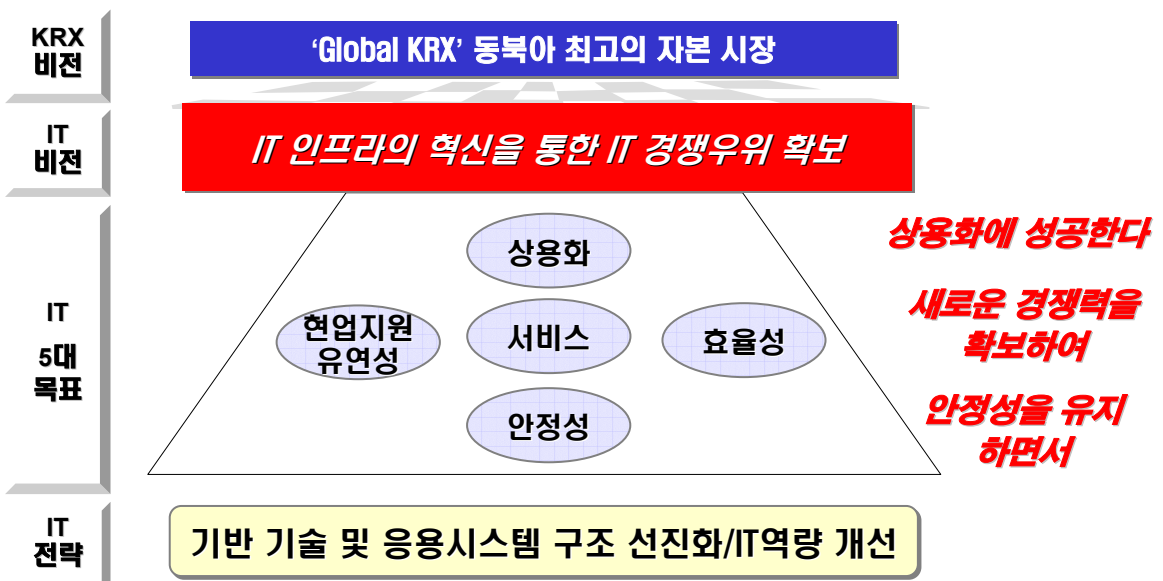 KRX
비전
‘Global KRX’ 동북아 최고의 자본 시장
IT
비전
IT 인프라의 혁신을 통한 IT 경쟁우위 확보
IT
5대
목표
상용화
현업지원
유연성
서비스
효율성
안정성
상용화에 성공한다
새로운 경쟁력을
확보하여
안정성을 유지
하면서
IT
전략
기반 기술 및 응용시스템 구조 선진화/IT역량 개선